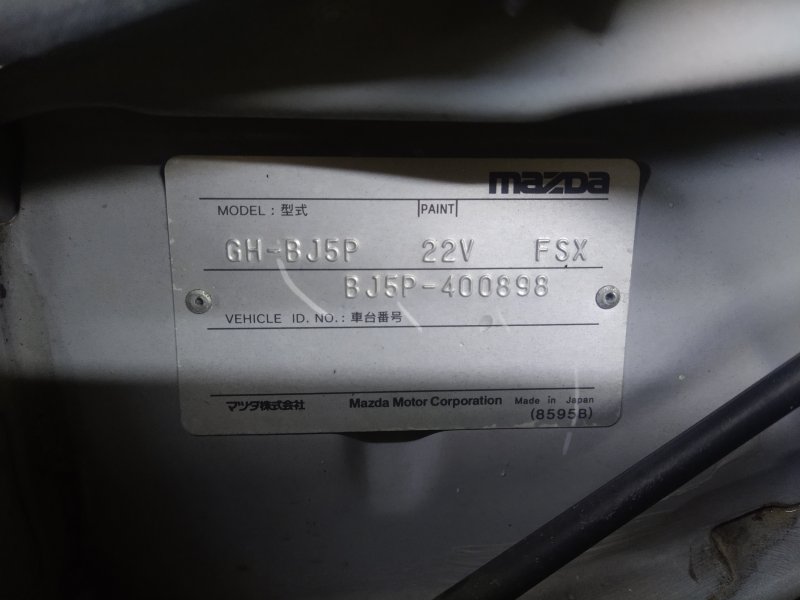 mazda
MODEL : 型式 PAINT
GH-BJ5P 22V FSX
BJ5P-400898
VEHICLE ID. NO. : 車台番号
マツダ株式会社 Mazda Motor Corporation Made in Japan
(8595B)